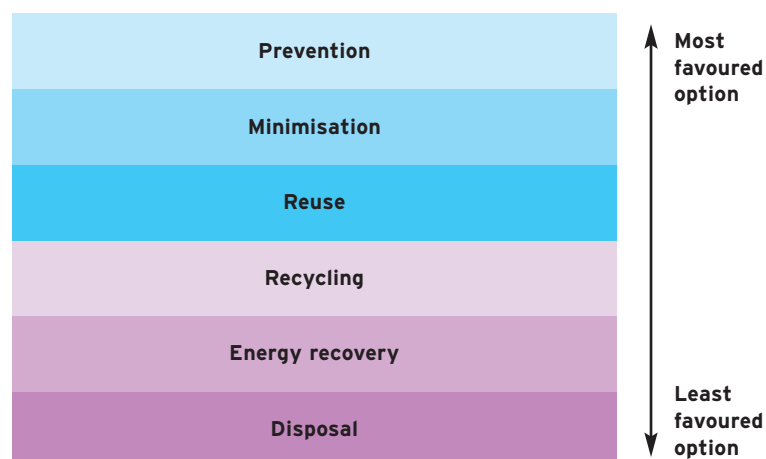 Prevention
Minimisation
Reuse
Recycling
Energy recovery
Disposal
Most
favoured
option
Least
favoured
option